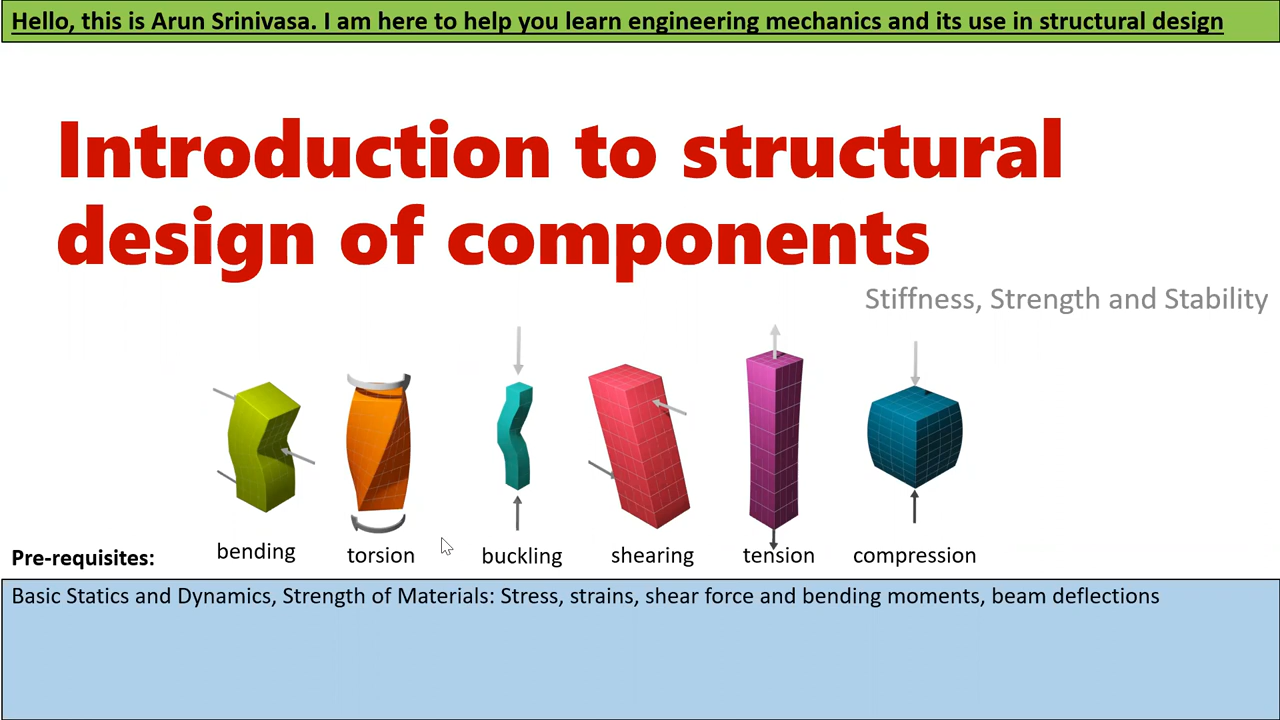 Hello, this is Arun Srinivasa. I am here to help you learn engineering mechanics and its use in structural design
Introduction to structural
design of components
Stiffness, Strength and Stability
bending
torsion
buckling
shearing
tension
compression
Pre-requisites:
Basic Statics and Dynamics, Strength of Materials: Stress, strains, shear force and bending moments, beam deflections